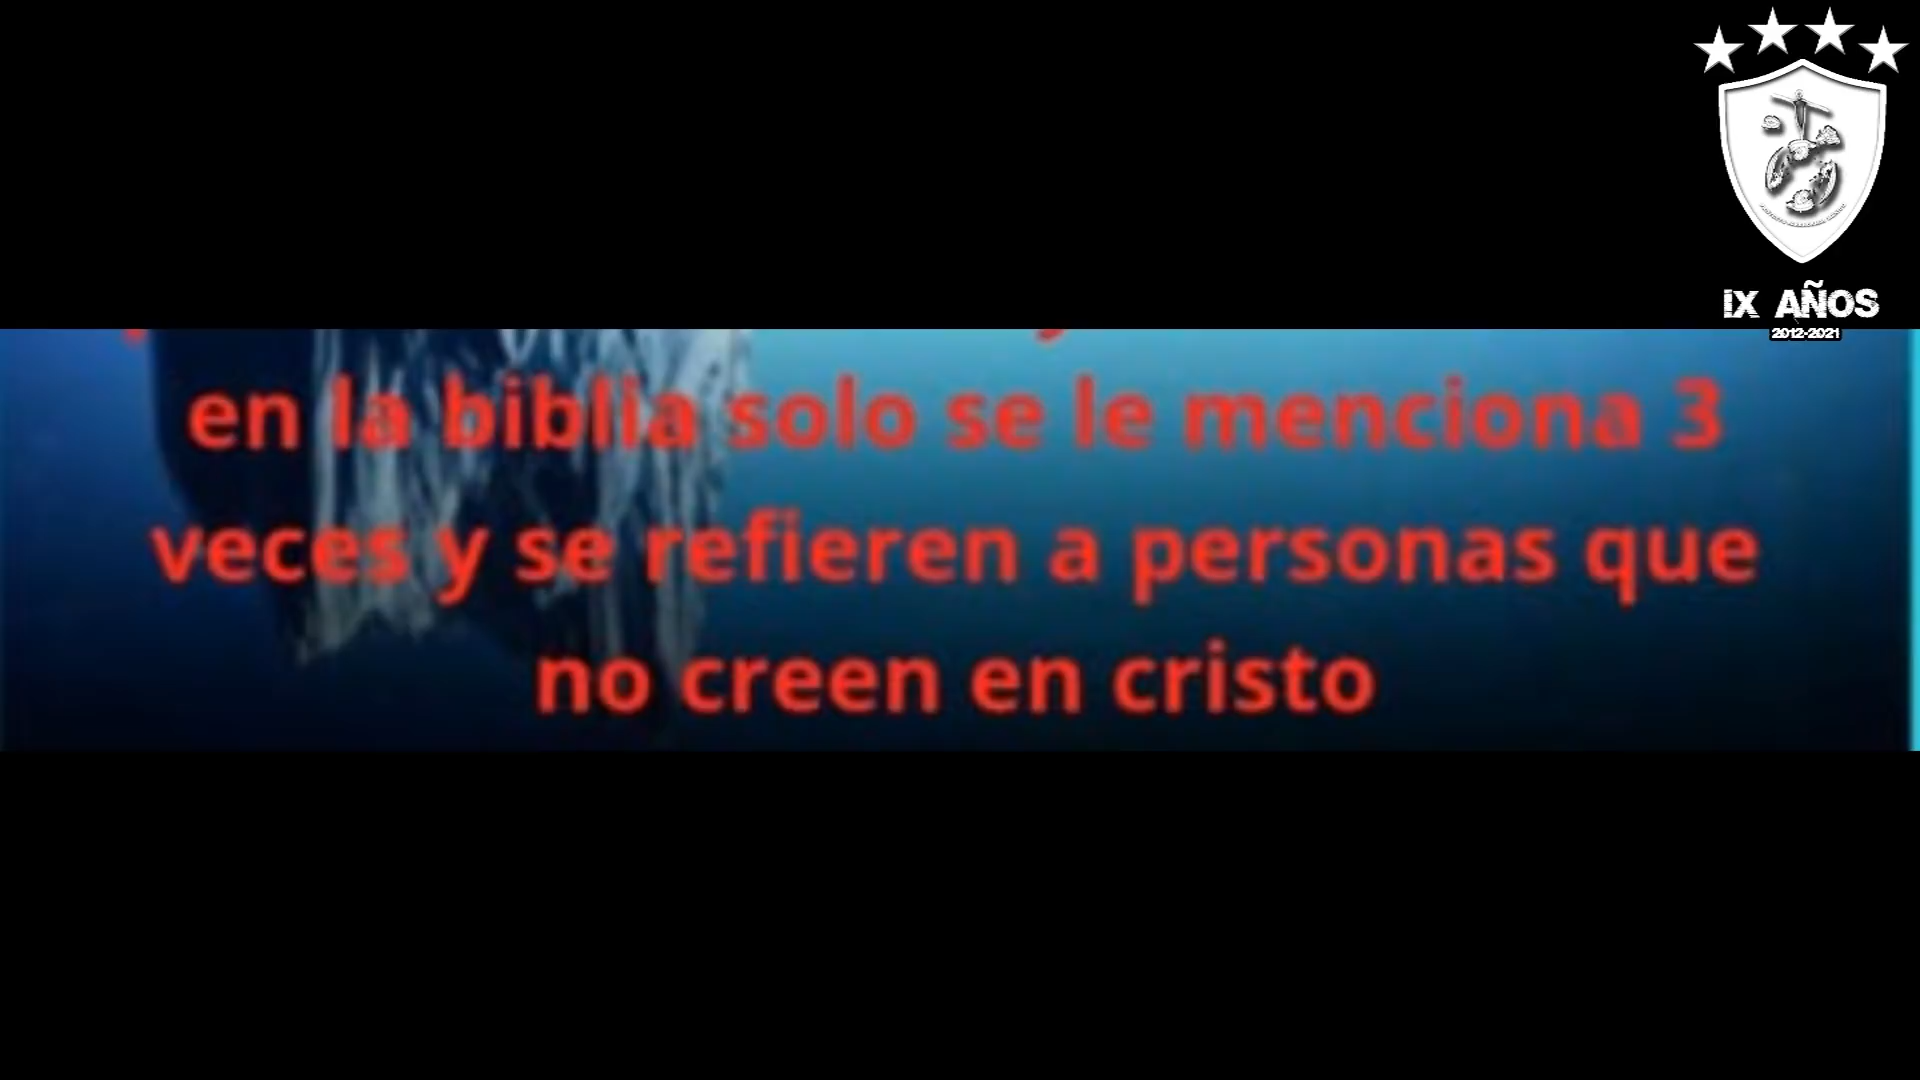 IX AÑOS
2012-2021
en la biblia solo se le menciona 3
veces y se refieren a personas que
no creen en cristo